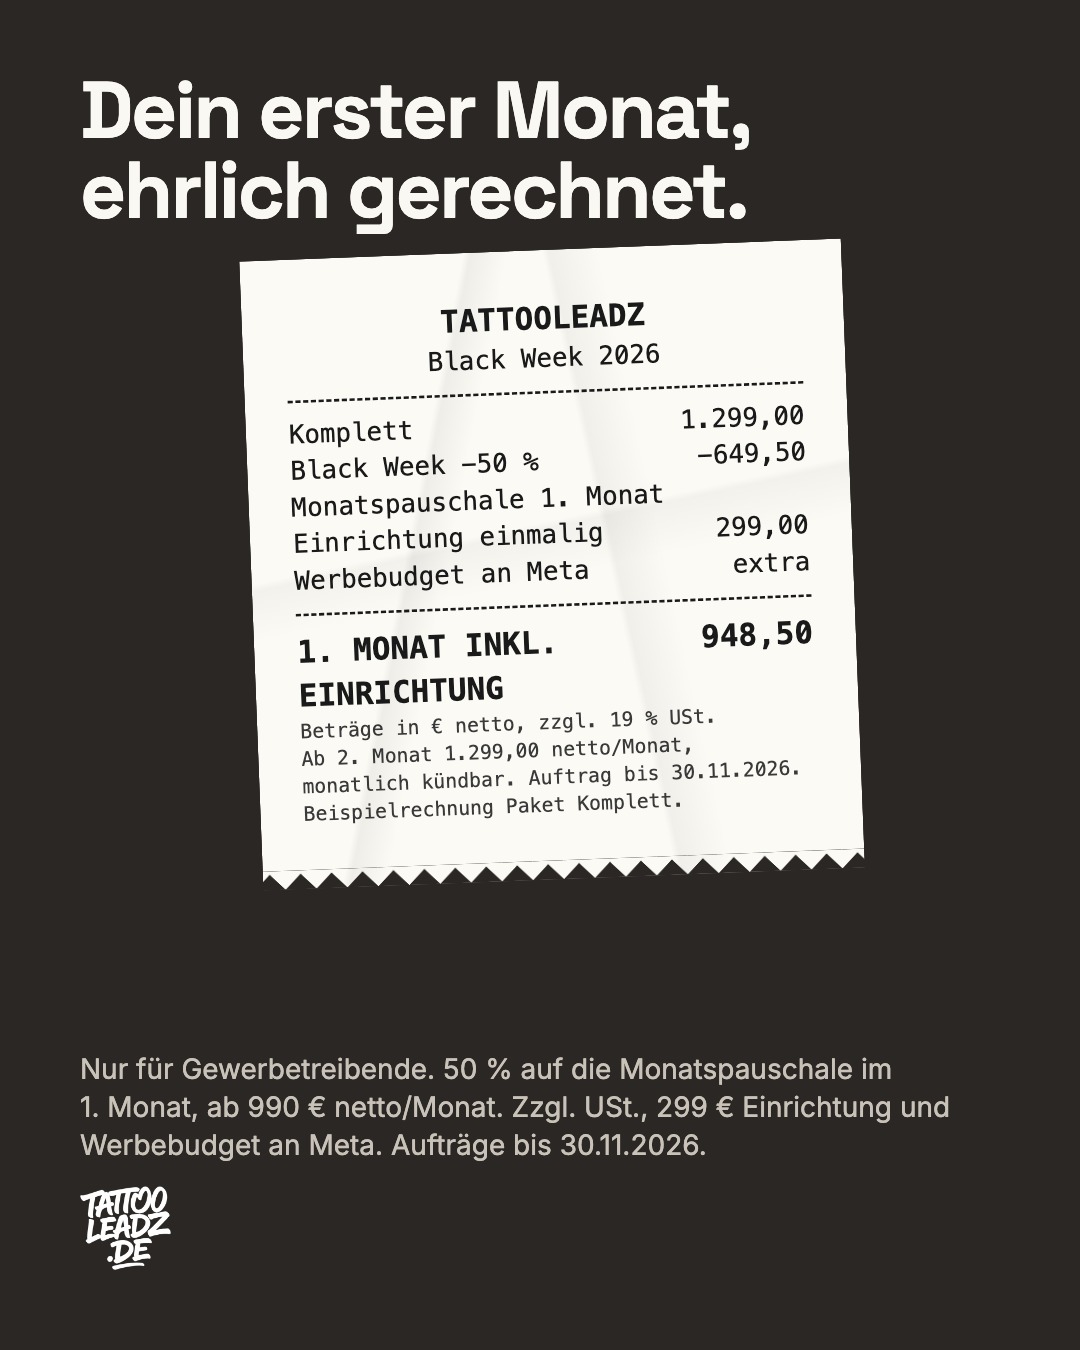 Dein erster Monat,
ehrlich gerechnet.
TATTOOLEADZ
Black Week 2026
Komplett 1.299,00
Black Week −50 % −649,50
Monatspauschale 1. Monat
Einrichtung einmalig 299,00
Werbebudget an Meta extra
1. MONAT INKL. 948,50
EINRICHTUNG
Beträge in € netto, zzgl. 19 % USt.
Ab 2. Monat 1.299,00 netto/Monat,
monatlich kündbar. Auftrag bis 30.11.2026.
Beispielrechnung Paket Komplett.
Nur für Gewerbetreibende. 50 % auf die Monatspauschale im
1. Monat, ab 990 € netto/Monat. Zzgl. USt., 299 € Einrichtung und
Werbebudget an Meta. Aufträge bis 30.11.2026.
TATTOO
LEADZ
.DE